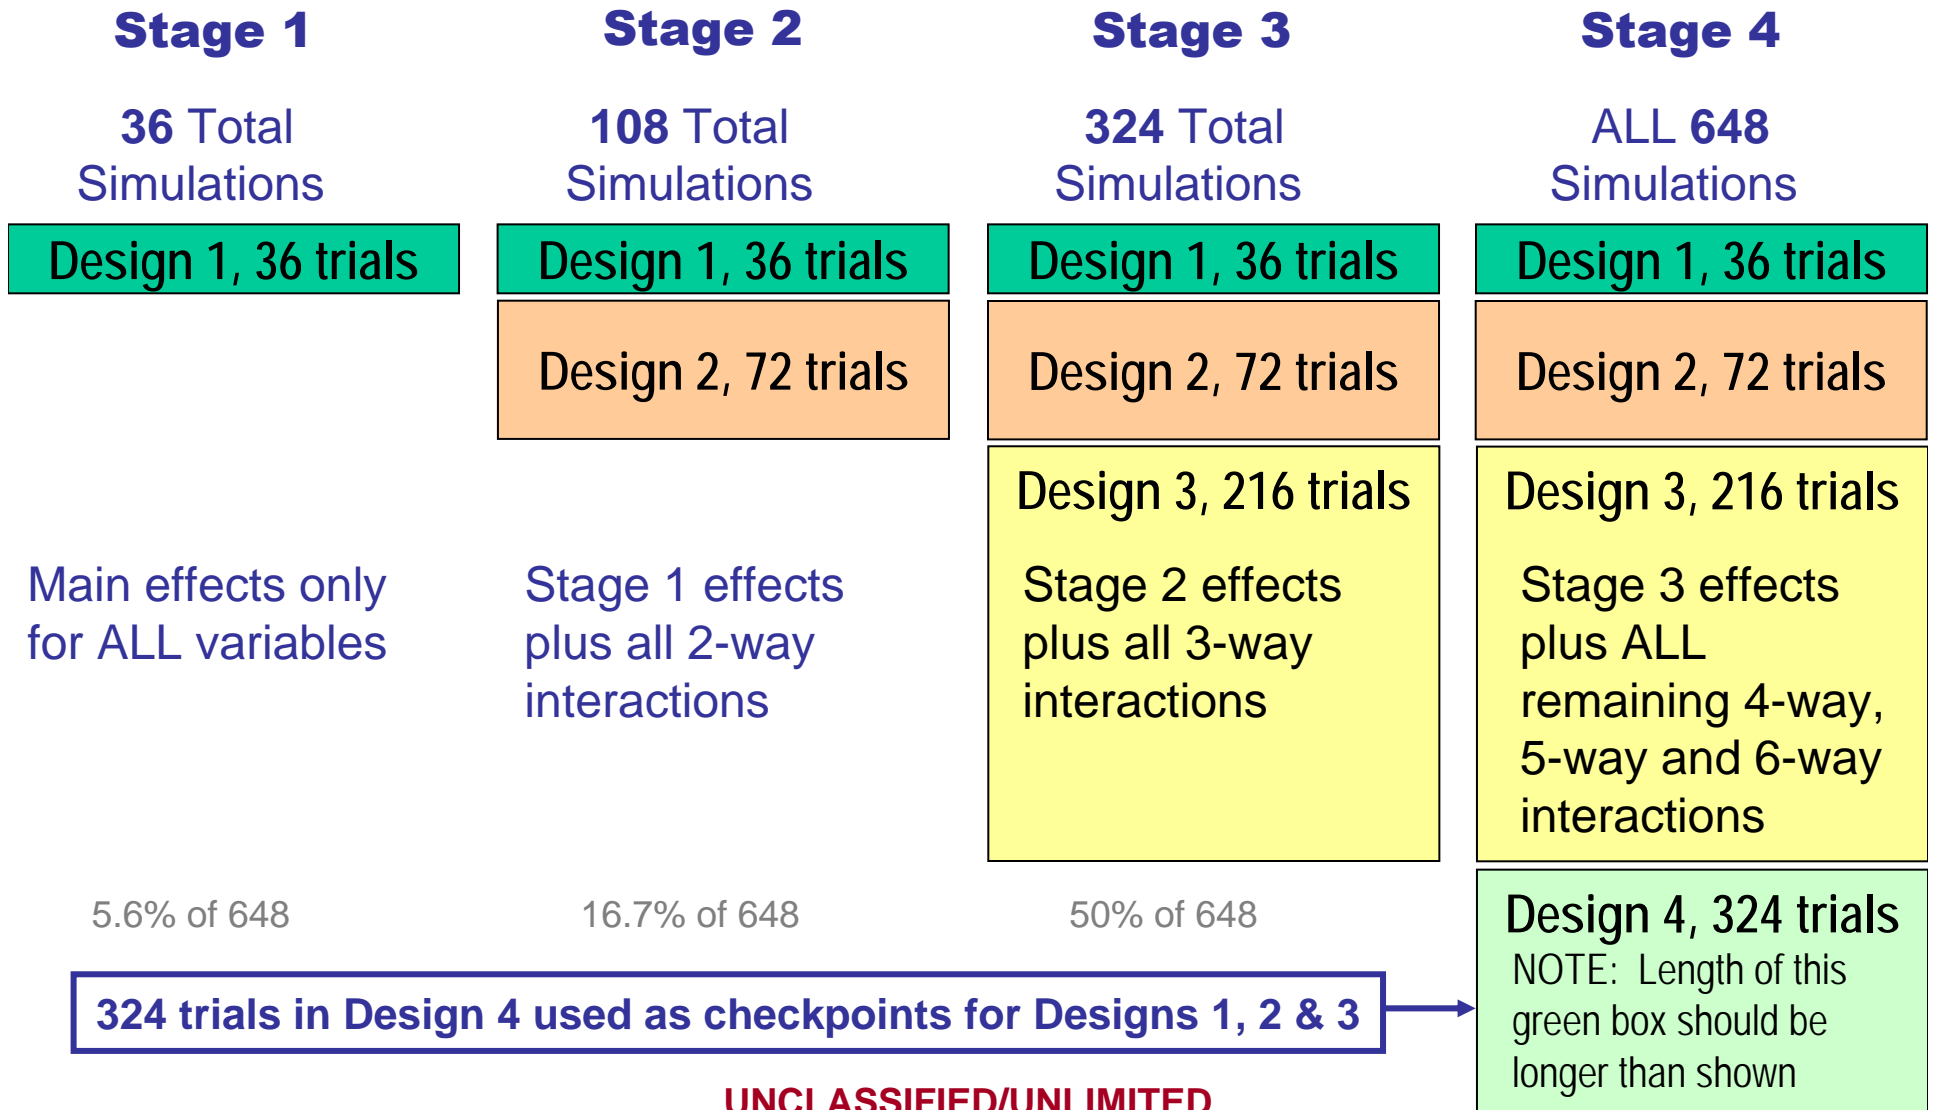 Stage 1
36 Total
Simulations
Design 1, 36 trials
Main effects only
for ALL variables
5.6% of 648
Stage 2
108 Total
Simulations
Design 1, 36 trials
Design 2, 72 trials
Stage 1 effects
plus all 2-way
interactions
16.7% of 648
Stage 3
324 Total
Simulations
Design 1, 36 trials
Design 2, 72 trials
Design 3, 216 trials
Stage 2 effects
plus all 3-way
interactions
50% of 648
Stage 4
ALL 648
Simulations
Design 1, 36 trials
Design 2, 72 trials
Design 3, 216 trials
Stage 3 effects
plus ALL
remaining 4-way,
5-way and 6-way
interactions
Design 4, 324 trials
NOTE: Length of this
green box should be
longer than shown
324 trials in Design 4 used as checkpoints for Designs 1, 2 & 3
UNCLASSIFIED/UNLIMITED